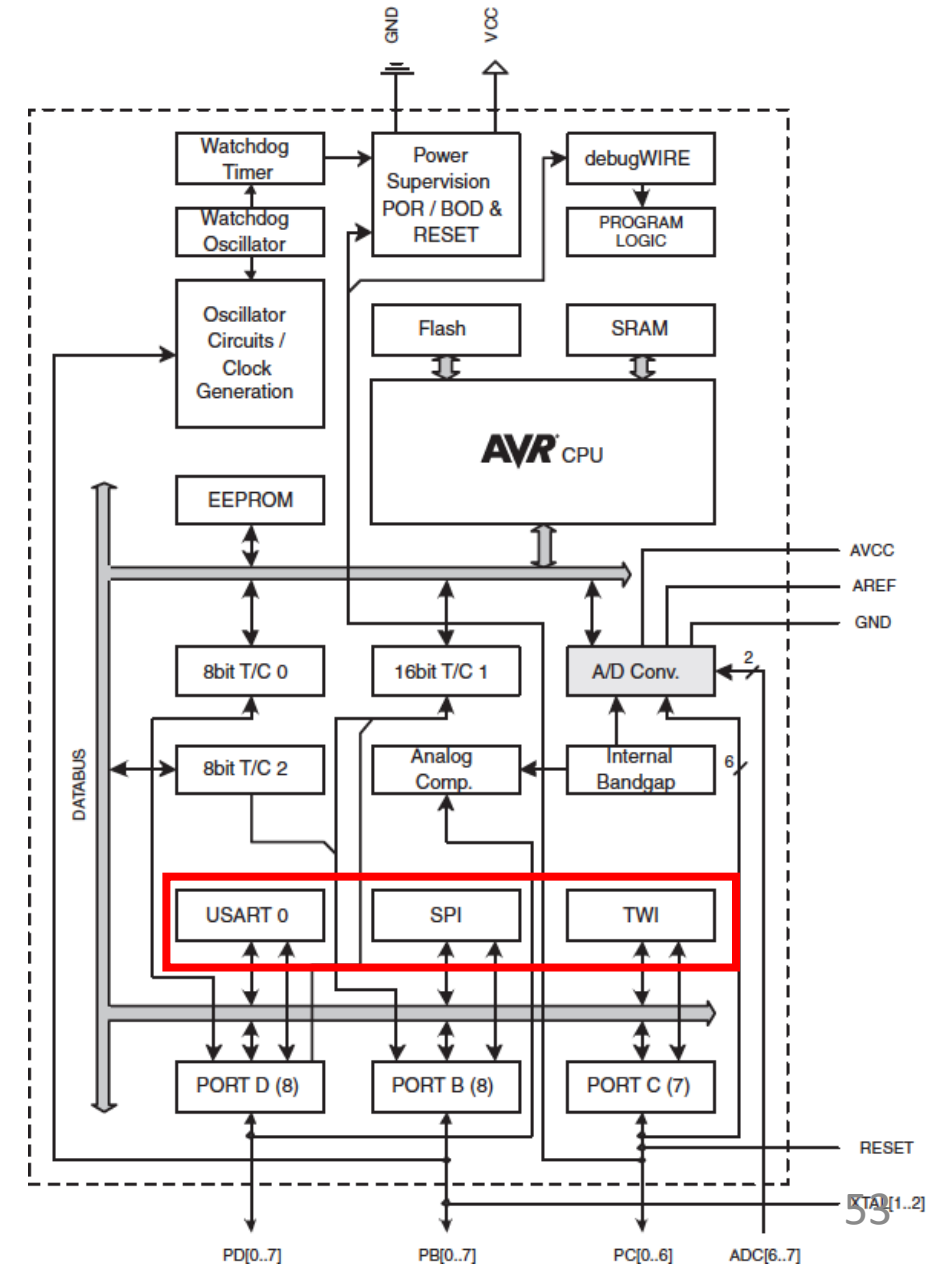 GND
VCC
Watchdog
Timer
Power
Supervision
POR / BOD &
RESET
debugWIRE
Watchdog
Oscillator
PROGRAM
LOGIC
Oscillator
Circuits /
Clock
Generation
Flash
SRAM
AVR CPU
EEPROM
AVCC
AREF
GND
8bit T/C 0
16bit T/C 1
A/D Conv.
2
DATABUS
8bit T/C 2
Analog
Comp.
Internal
Bandgap
6
USART 0
SPI
TWI
PORT D (8)
PORT B (8)
PORT C (7)
RESET
XTAL[1..2]
53
PD[0..7]
PB[0..7]
PC[0..6]
ADC[6..7]